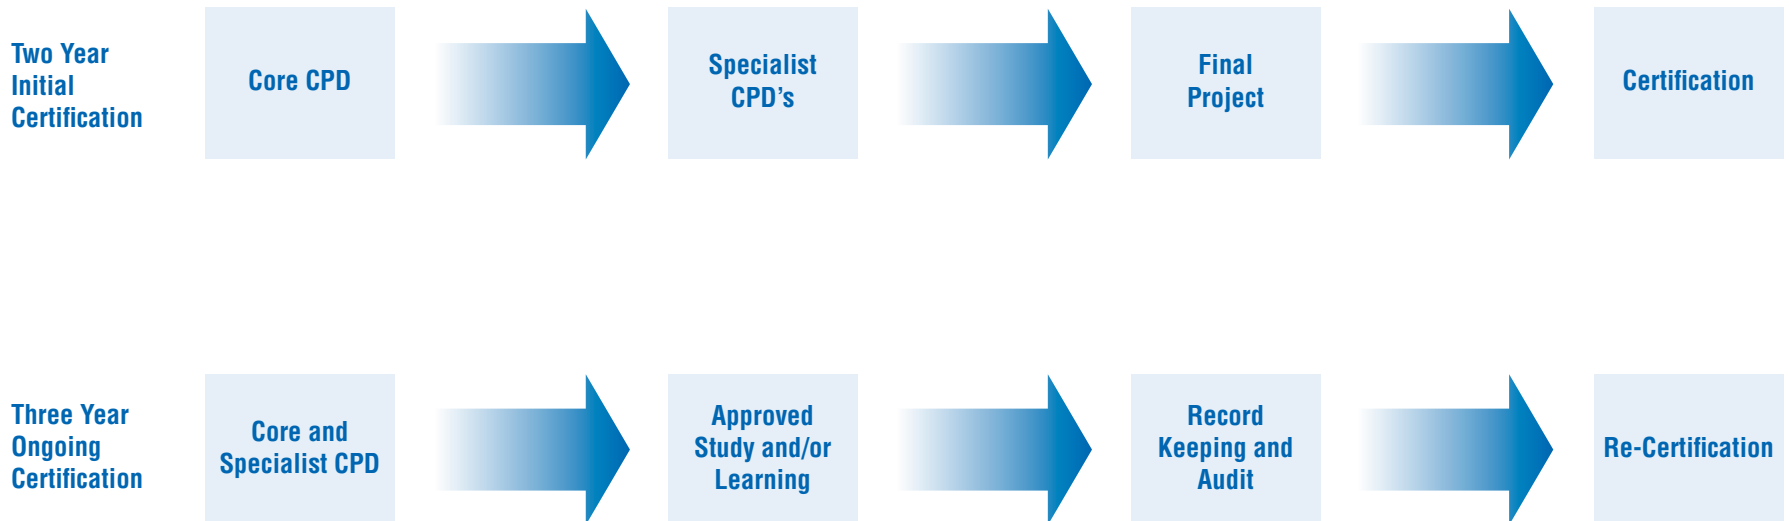 Two Year
Initial
Certification
Core CPD
Specialist
CPD’s
Final
Project
Certification
Three Year
Ongoing
Certification
Core and
Specialist CPD
Approved
Study and/or
Learning
Record
Keeping and
Audit
Re-Certification